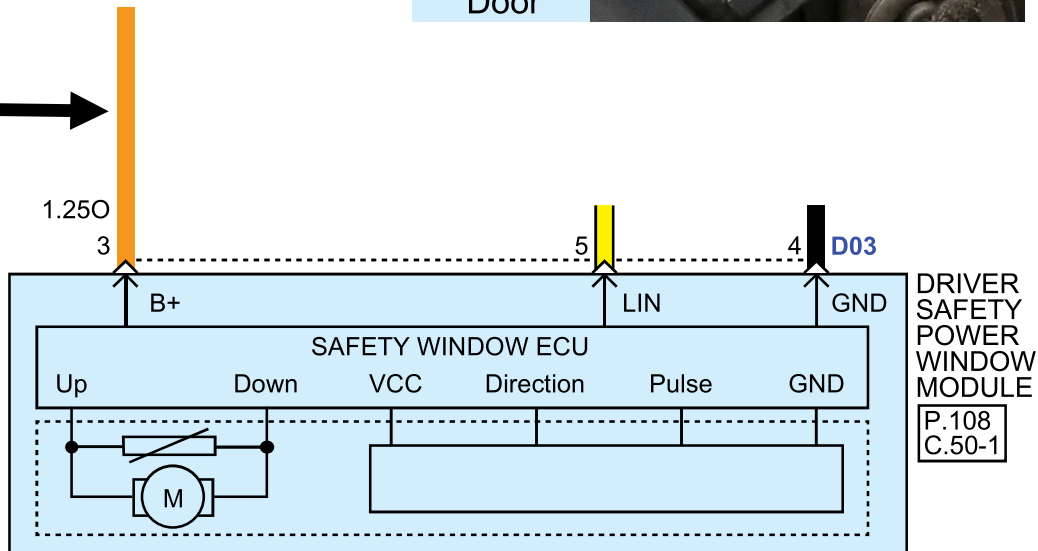 Door
1.25O
3
5
4
D03
B+
LIN
GND
DRIVER
SAFETY
POWER
WINDOW
MODULE
P.108
C.50-1
SAFETY WINDOW ECU
Up
Down
VCC
Direction
Pulse
GND
M